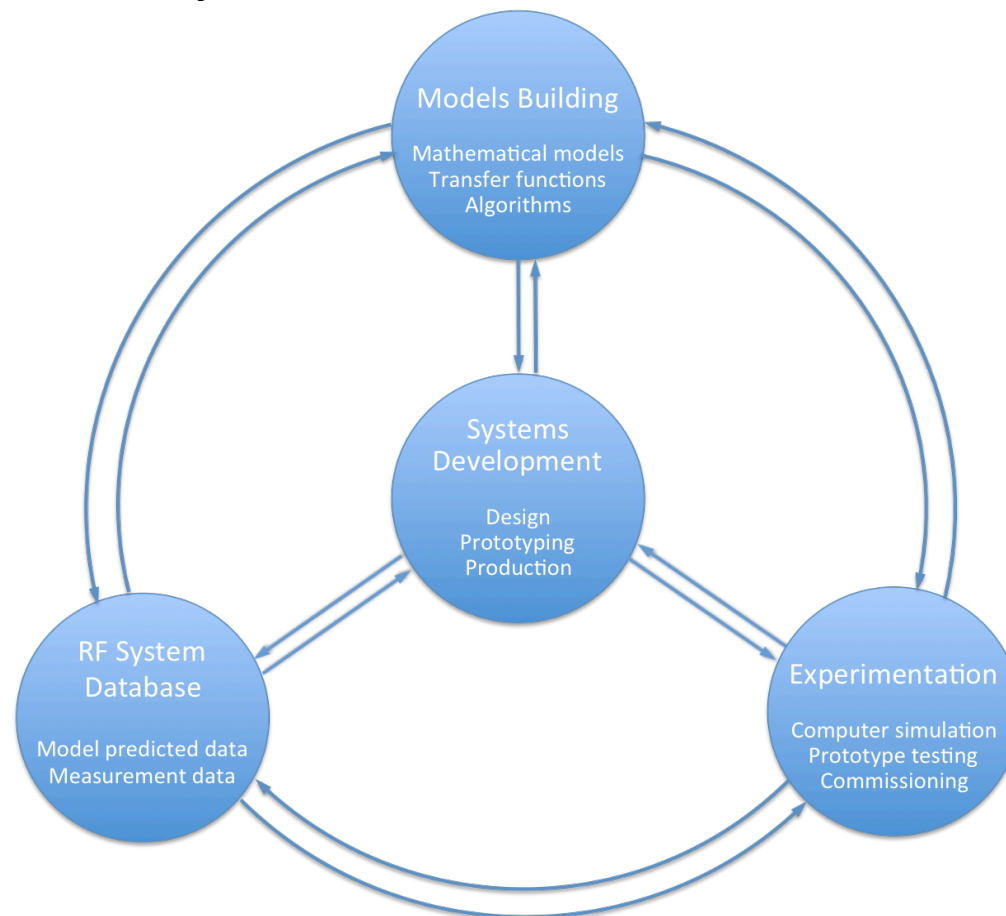 Models Building
Mathematical models
Transfer functions
Algorithms
Systems
Development
Design
Prototyping
Production
RF System
Database
Model predicted data
Measurement data
Experimentation
Computer simulation
Prototype testing
Commissioning